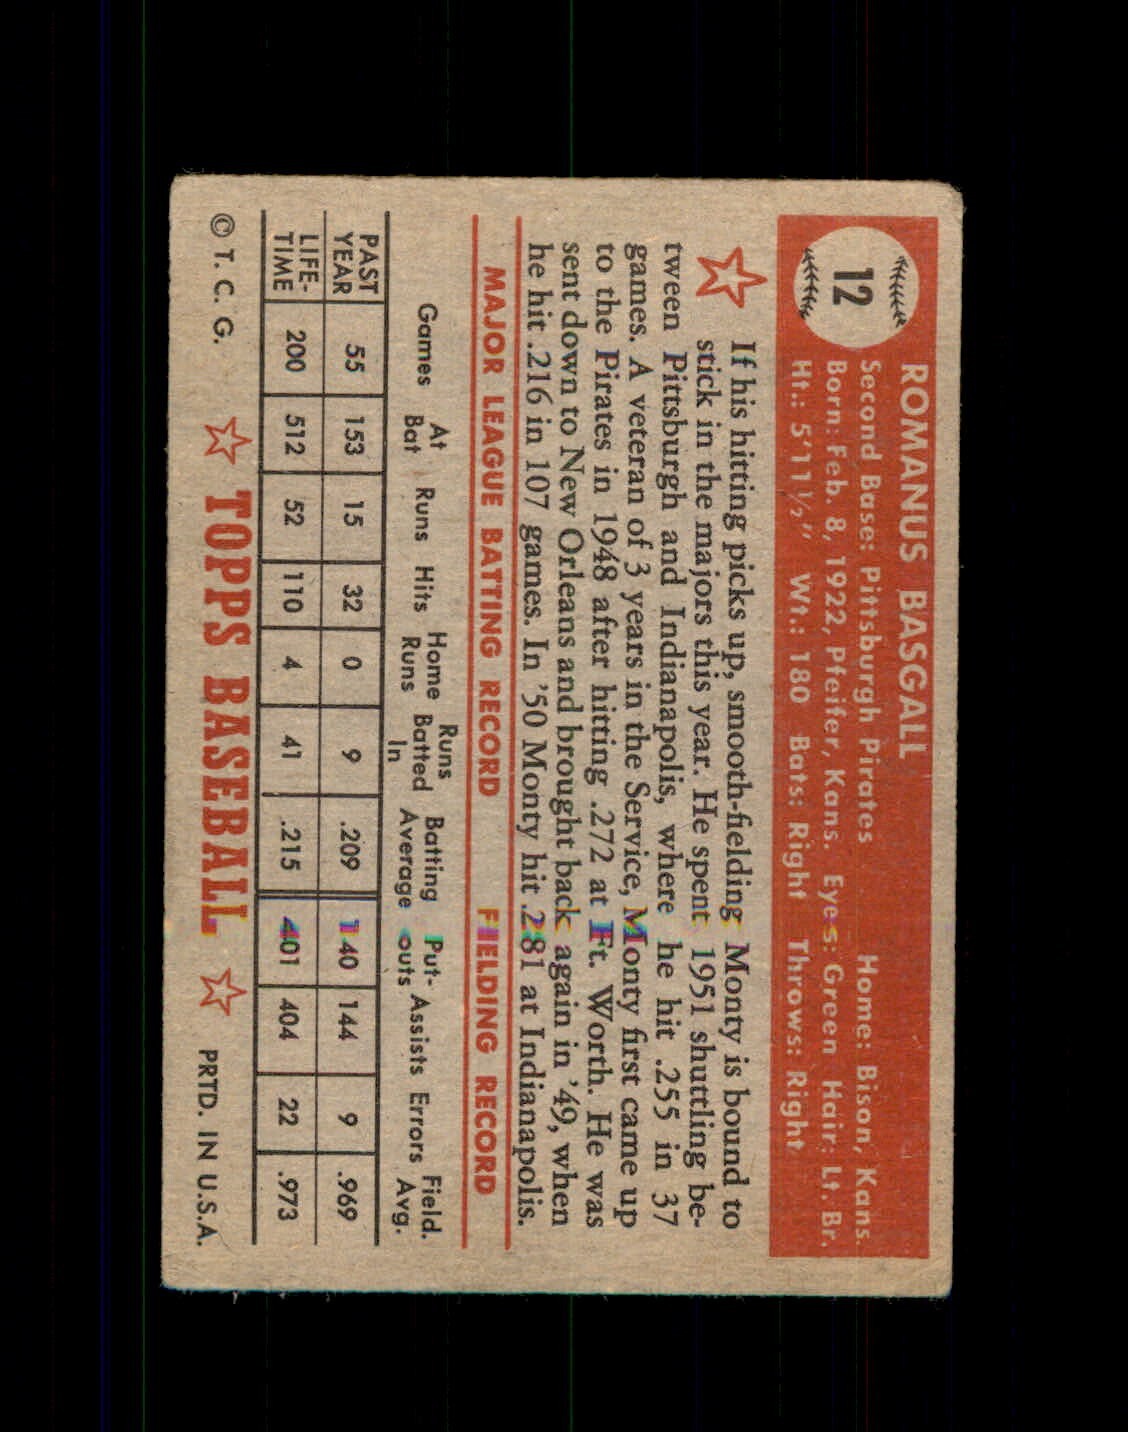 12
ROMANUS BASGALL
Second Base: Pittsburgh Pirates Home: Bison, Kans.
Born: Feb. 8, 1922, Pfeifer, Kans. Eyes: Green Hair: Lt. Br.
Ht.: 5'11½" Wt.: 180 Bats: Right Throws: Right
If his hitting picks up, smooth-fielding Monty is bound to
stick in the majors this year. He spent 1951 shuttling be-
tween Pittsburgh and Indianapolis, where he hit .255 in 37
games. A veteran of 3 years in the Service, Monty first came up
to the Pirates in 1948 after hitting .272 at Ft. Worth. He was
sent down to New Orleans and brought back again in '49, when
he hit .216 in 107 games. In '50 Monty hit .281 at Indianapolis.
MAJOR LEAGUE BATTING RECORD FIELDING RECORD
Games At Bat Runs Hits Home Runs Runs Batted In Batting Average Put-outs Assists Errors Field. Avg.
PAST YEAR 55 153 15 32 0 9 .209 140 144 9 .969
LIFE-TIME 200 512 52 110 4 41 .215 401 404 22 .973
© T. C. G. TOPPS BASEBALL PRTD. IN U.S.A.